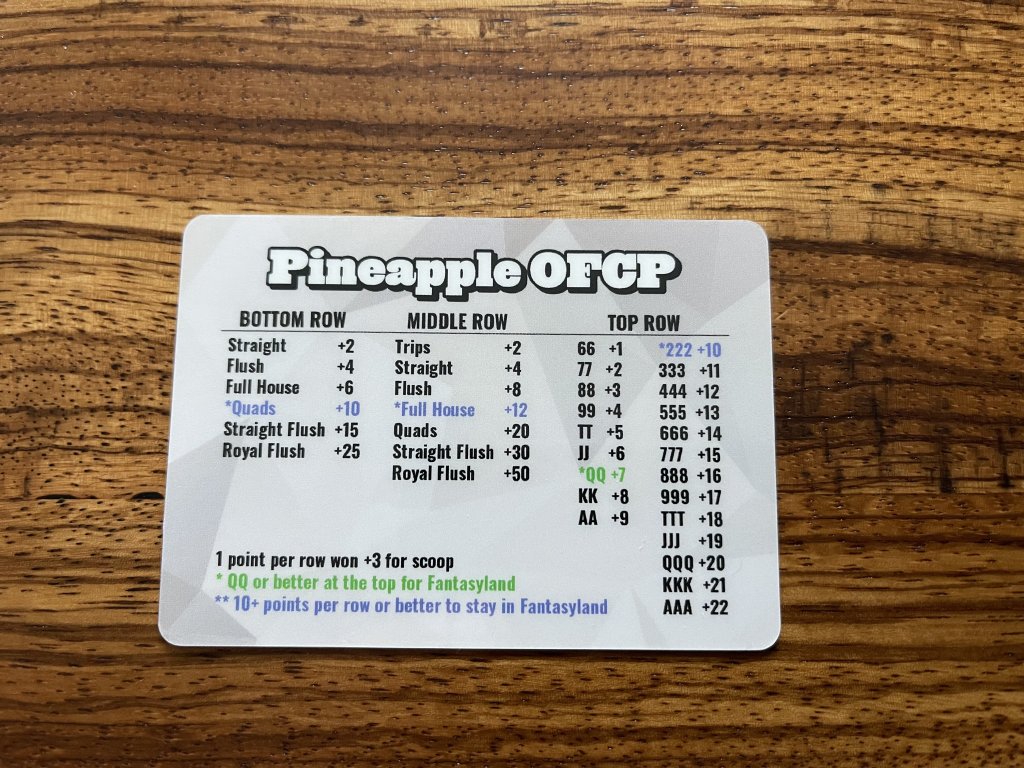 Pineapple OFCP
BOTTOM ROW
Straight +2
Flush +4
Full House +6
*Quads +10
Straight Flush +15
Royal Flush +25
MIDDLE ROW
Trips +2
Straight +4
Flush +8
*Full House +12
Quads +20
Straight Flush +30
Royal Flush +50
TOP ROW
66 +1
77 +2
88 +3
99 +4
TT +5
JJ +6
*QQ +7
KK +8
AA +9
*222 +10
333 +11
444 +12
555 +13
666 +14
777 +15
888 +16
999 +17
TTT +18
JJJ +19
QQQ +20
KKK +21
AAA +22
1 point per row won +3 for scoop
* QQ or better at the top for Fantasyland
** 10+ points per row or better to stay in Fantasyland